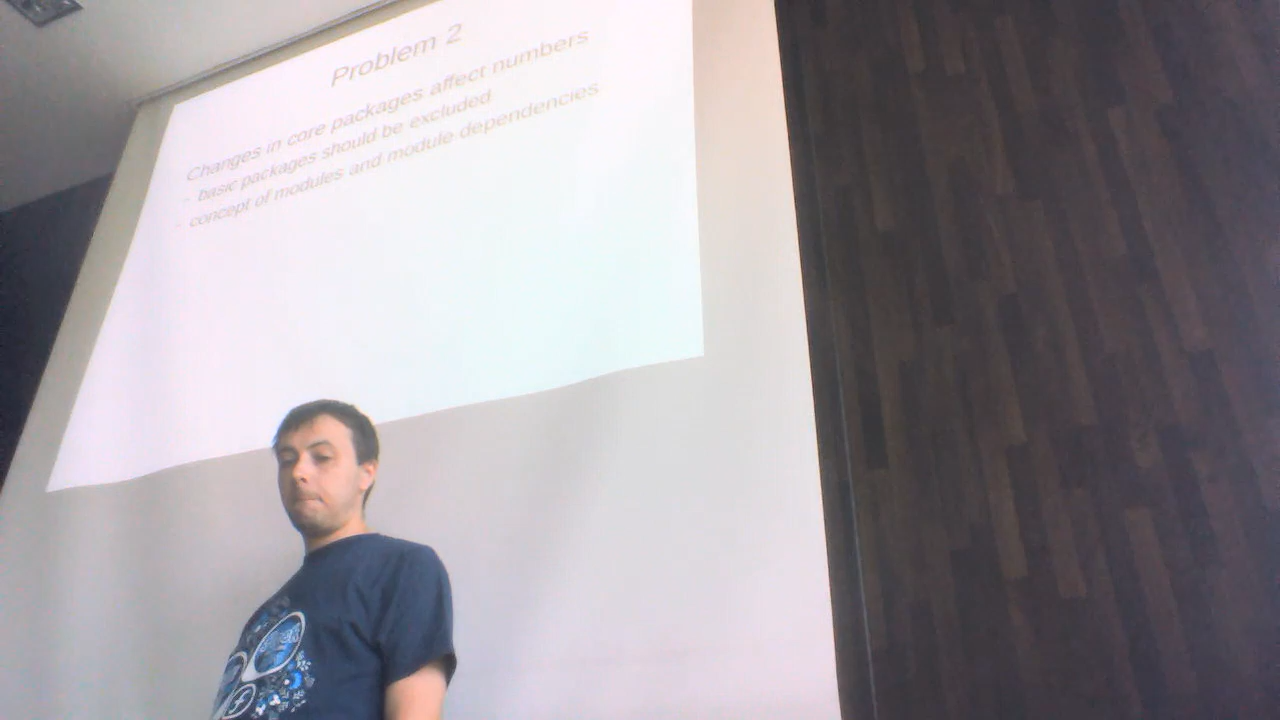 Problem 2
Changes in core packages affect numbers
- basic packages should be excluded
- concept of modules and module dependencies